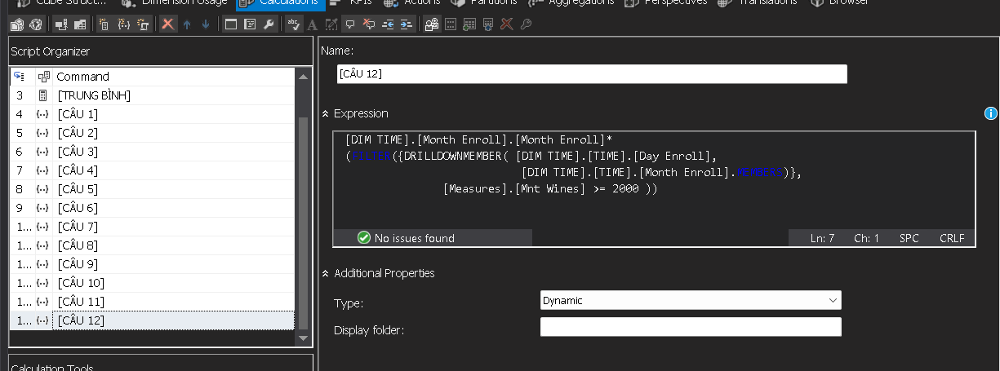 Cube Struct...
Dimension Usage
Calculations
KPIs
Actions
Partitions
Aggregations
Perspectives
Translations
Browser
Script Organizer
Command
3 [TRUNG BÌNH]
4 [CÂU 1]
5 [CÂU 2]
6 [CÂU 3]
7 [CÂU 4]
8 [CÂU 5]
9 [CÂU 6]
1... [CÂU 7]
1... [CÂU 8]
1... [CÂU 9]
1... [CÂU 10]
1... [CÂU 11]
1... [CÂU 12]
Calculation Tools
Name:
[CÂU 12]
Expression
[DIM TIME].[Month Enroll].[Month Enroll]*
(FILTER({DRILLDOWNMEMBER( [DIM TIME].[TIME].[Day Enroll],
[DIM TIME].[TIME].[Month Enroll].MEMBERS)},
[Measures].[Mnt Wines] >= 2000 ))
No issues found
Ln: 7 Ch: 1 SPC CRLF
Additional Properties
Type:
Dynamic
Display folder: